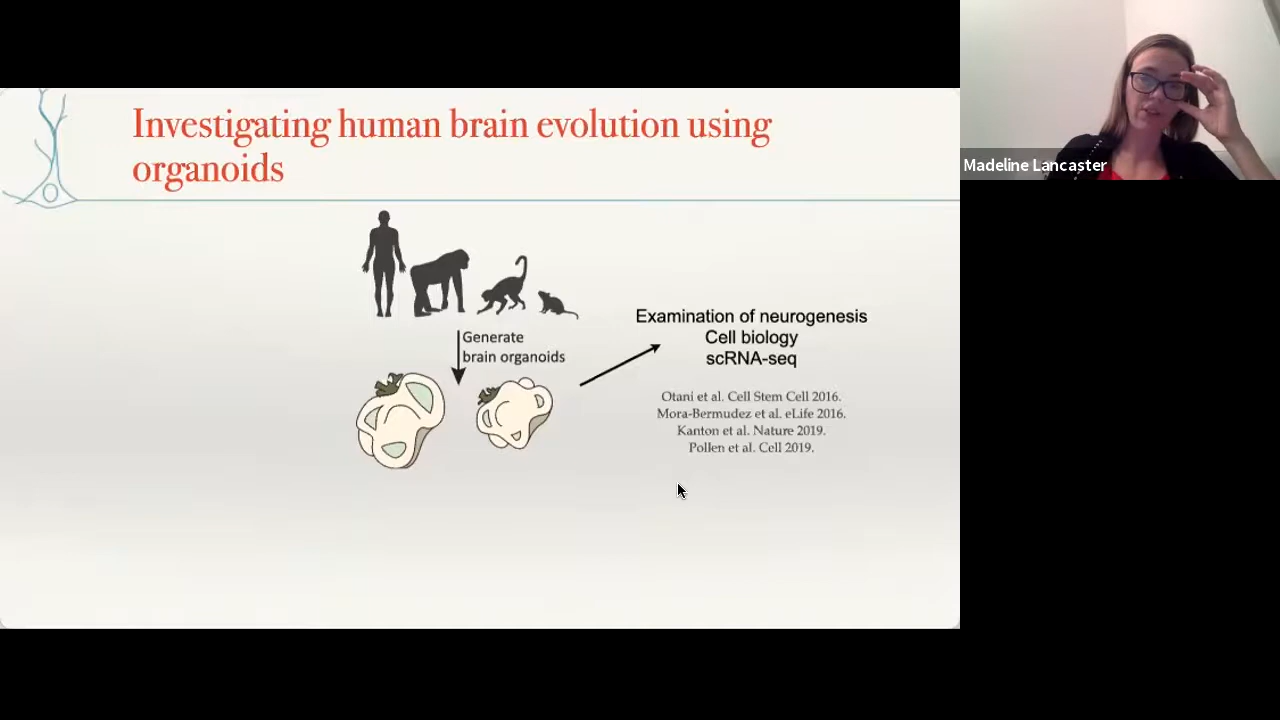 Investigating human brain evolution using
organoids
Madeline Lancaster
Generate
brain organoids
Examination of neurogenesis
Cell biology
scRNA-seq
Otani et al. Cell Stem Cell 2016.
Mora-Bermudez et al. eLife 2016.
Kanton et al. Nature 2019.
Pollen et al. Cell 2019.